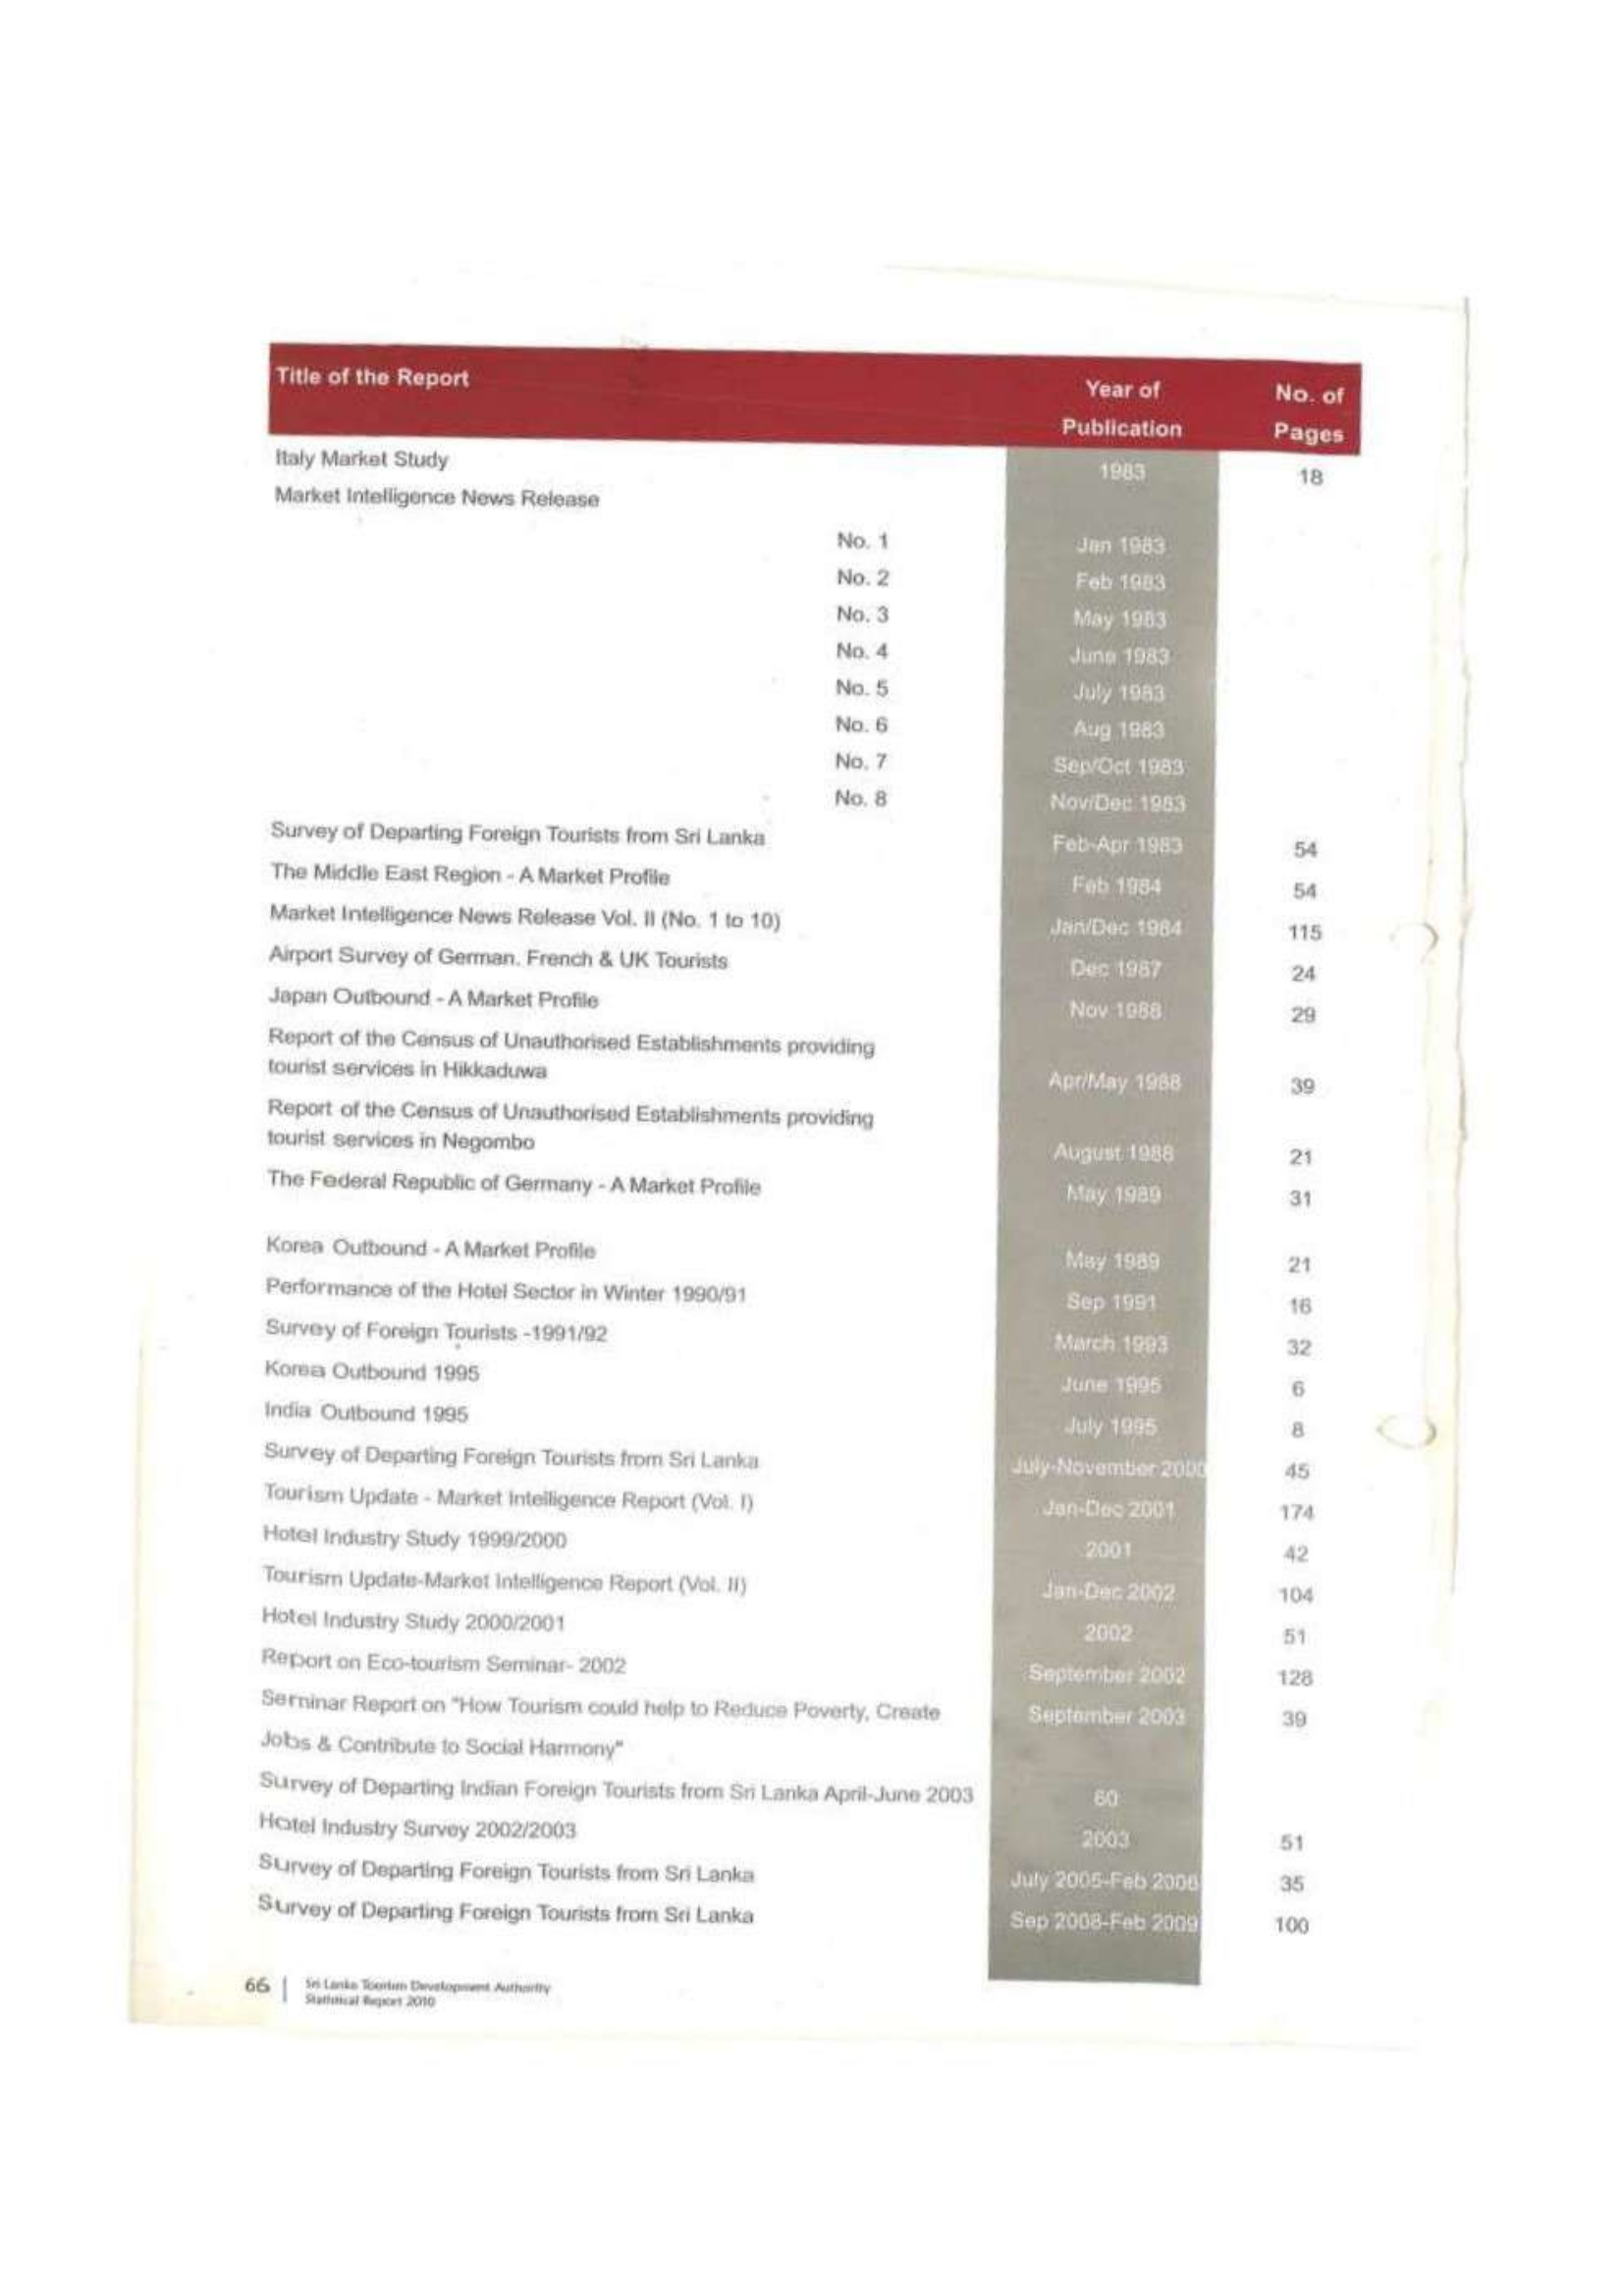 Title of the Report Year of No. of
Publication Pages
Italy Market Study 1983 18
Market Intelligence News Release
No. 1 Jan 1983
No. 2 Feb 1983
No. 3 May 1983
No. 4 June 1983
No. 5 July 1983
No. 6 Aug 1983
No. 7 Sep/Oct 1983
No. 8 Nov/Dec 1983
Survey of Departing Foreign Tourists from Sri Lanka Feb-Apr 1983 54
The Middle East Region - A Market Profile Feb 1984 54
Market Intelligence News Release Vol. II (No. 1 to 10) Jan/Dec 1984 115
Airport Survey of German. French & UK Tourists Dec 1987 24
Japan Outbound - A Market Profile Nov 1988 29
Report of the Census of Unauthorised Establishments providing
tourist services in Hikkaduwa Apr/May 1988 39
Report of the Census of Unauthorised Establishments providing
tourist services in Negombo August 1988 21
The Federal Republic of Germany - A Market Profile May 1989 31
Korea Outbound - A Market Profile May 1989 21
Performance of the Hotel Sector in Winter 1990/91 Sep 1991 16
Survey of Foreign Tourists -1991/92 March 1993 32
Korea Outbound 1995 June 1995 6
India Outbound 1995 July 1995 8
Survey of Departing Foreign Tourists from Sri Lanka July-November 2000 45
Tourism Update - Market Intelligence Report (Vol. I) Jan-Dec 2001 174
Hotel Industry Study 1999/2000 2001 42
Tourism Update-Market Intelligence Report (Vol. II) Jan-Dec 2002 104
Hotel Industry Study 2000/2001 2002 51
Report on Eco-tourism Seminar- 2002 September 2002 128
Seminar Report on "How Tourism could help to Reduce Poverty, Create September 2003 39
Jobs & Contribute to Social Harmony"
Survey of Departing Indian Foreign Tourists from Sri Lanka April-June 2003 60
Hotel Industry Survey 2002/2003 2003 51
Survey of Departing Foreign Tourists from Sri Lanka July 2005-Feb 2006 35
Survey of Departing Foreign Tourists from Sri Lanka Sep 2008-Feb 2009 100
66 | Sri Lanka Tourism Development Authority
Statistical Report 2010